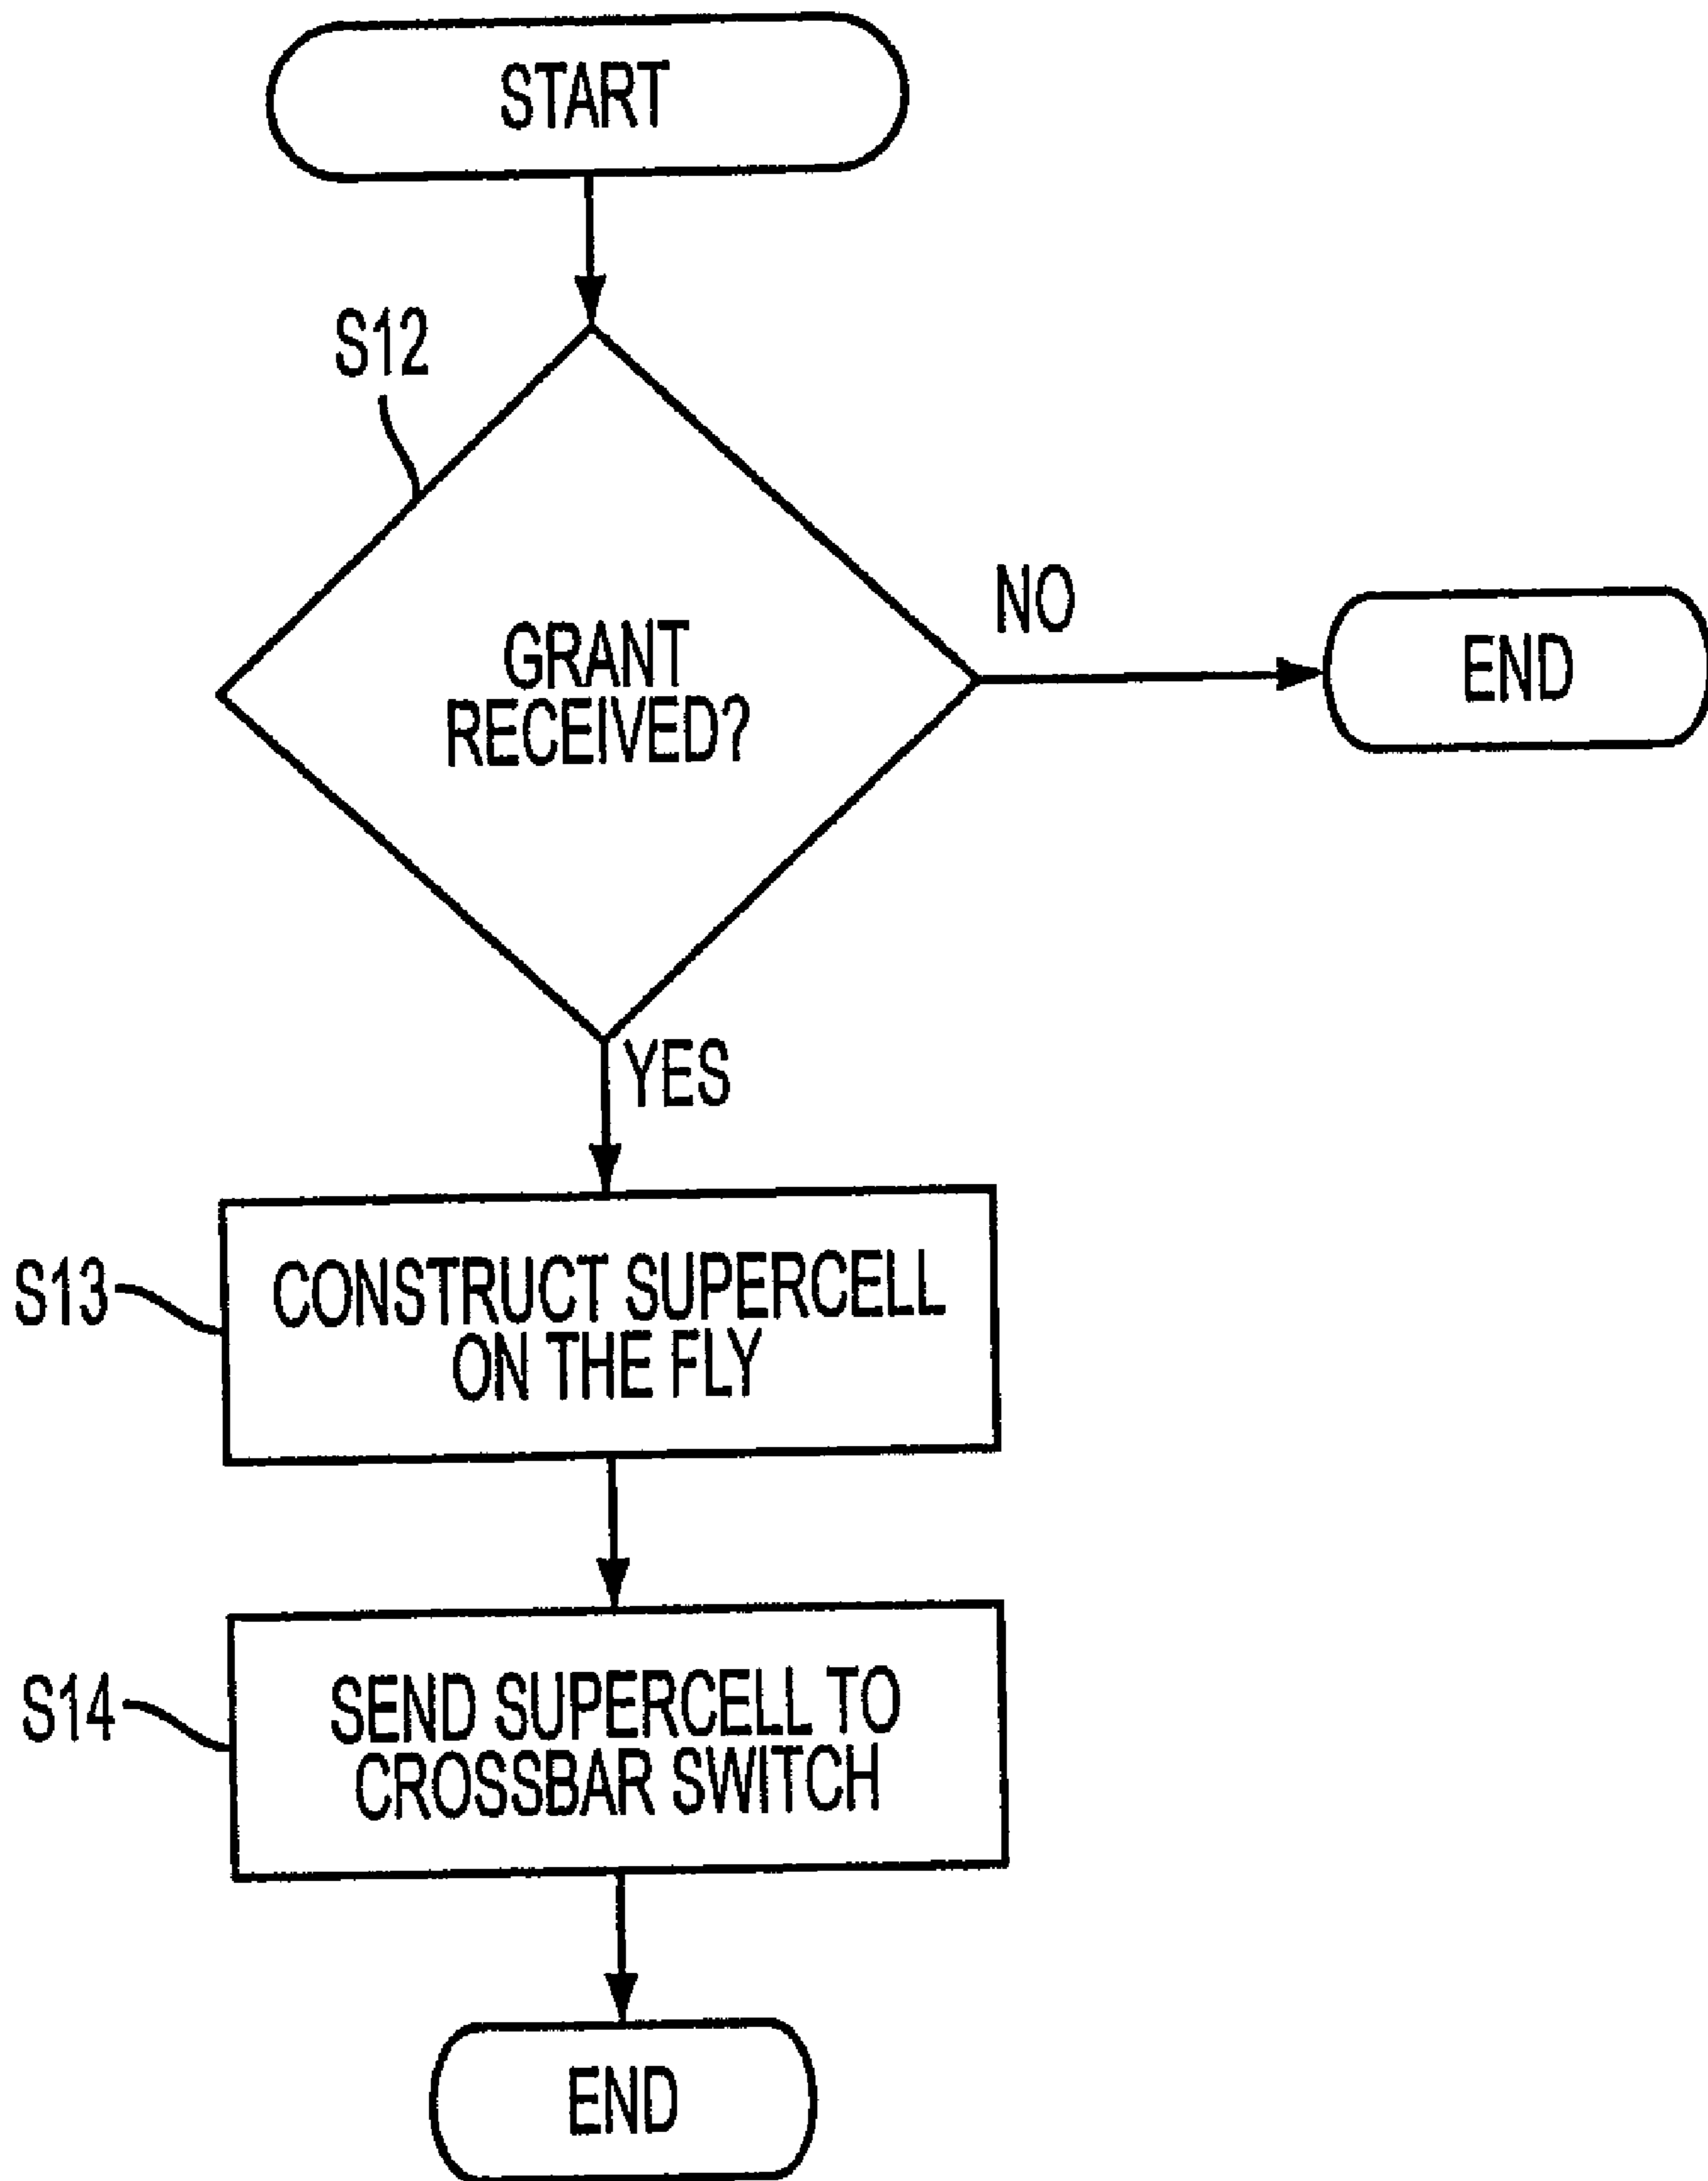 START
S12
GRANT
RECEIVED?
NO
END
YES
S13
CONSTRUCT SUPERCELL
ON THE FLY
S14
SEND SUPERCELL TO
CROSSBAR SWITCH
END